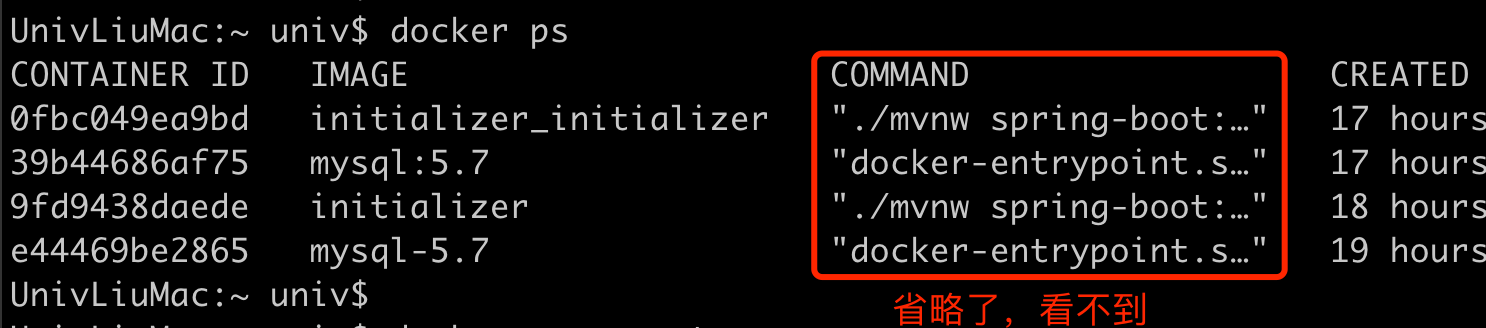 UnivLiuMac:~ univ$ docker ps
CONTAINER ID IMAGE COMMAND CREATED
0fbc049ea9bd initializer_initializer "./mvnw spring-boot:…" 17 hours
39b44686af75 mysql:5.7 "docker-entrypoint.s…" 17 hours
9fd9438daede initializer "./mvnw spring-boot:…" 18 hours
e44469be2865 mysql-5.7 "docker-entrypoint.s…" 19 hours
UnivLiuMac:~ univ$
省略了，看不到